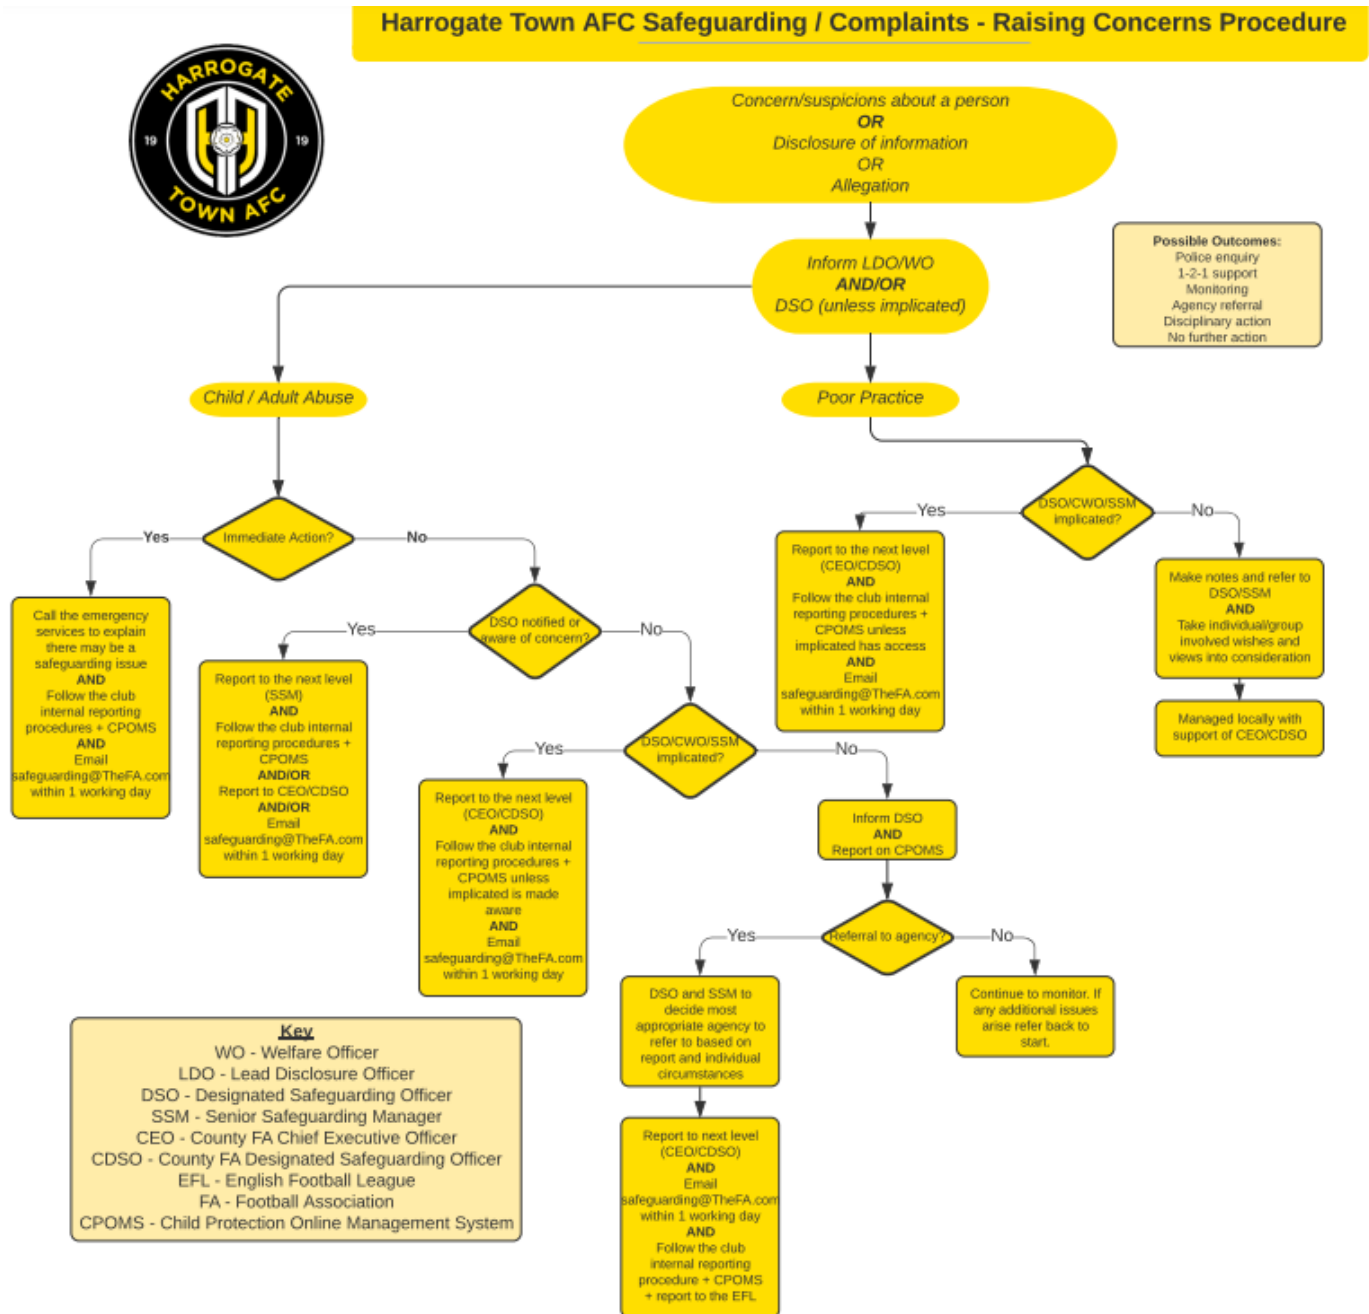 Harrogate Town AFC Safeguarding / Complaints - Raising Concerns Procedure
HARROGATE
19 19
TOWN AFC
Concern/suspicions about a person
OR
Disclosure of information
OR
Allegation
Inform LDO/WO
AND/OR
DSO (unless implicated)
Possible Outcomes:
Police enquiry
1-2-1 support
Monitoring
Agency referral
Disciplinary action
No further action
Child / Adult Abuse
Poor Practice
Immediate Action?
Yes
No
Call the emergency
services to explain
there may be a
safeguarding issue
AND
Follow the club
internal reporting
procedures + CPOMS
AND
Email
safeguarding@TheFA.com
within 1 working day
DSO notified or
aware of concern?
Yes
No
Report to the next level
(SSM)
AND
Follow the club internal
reporting procedures +
CPOMS
AND/OR
Report to CEO/CDSO
AND/OR
Email
safeguarding@TheFA.com
within 1 working day
DSO/CWO/SSM
implicated?
Yes
No
Report to the next level
(CEO/CDSO)
AND
Follow the club internal
reporting procedures +
CPOMS unless
implicated is made
aware
AND
Email
safeguarding@TheFA.com
within 1 working day
Inform DSO
AND
Report on CPOMS
Referral to agency?
Yes
No
DSO and SSM to
decide most
appropriate agency to
refer to based on
report and individual
circumstances
Report to next level
(CEO/CDSO)
AND
Email
safeguarding@TheFA.com
within 1 working day
AND
Follow the club
internal reporting
procedure + CPOMS
+ report to the EFL
Continue to monitor. If
any additional issues
arise refer back to
start.
DSO/CWO/SSM
implicated?
Yes
No
Report to the next level
(CEO/CDSO)
AND
Follow the club internal
reporting procedures +
CPOMS unless
implicated has access
AND
Email
safeguarding@TheFA.com
within 1 working day
Make notes and refer to
DSO/SSM
AND
Take individual/group
involved wishes and
views into consideration
Managed locally with
support of CEO/CDSO
Key
WO - Welfare Officer
LDO - Lead Disclosure Officer
DSO - Designated Safeguarding Officer
SSM - Senior Safeguarding Manager
CEO - County FA Chief Executive Officer
CDSO - County FA Designated Safeguarding Officer
EFL - English Football League
FA - Football Association
CPOMS - Child Protection Online Management System